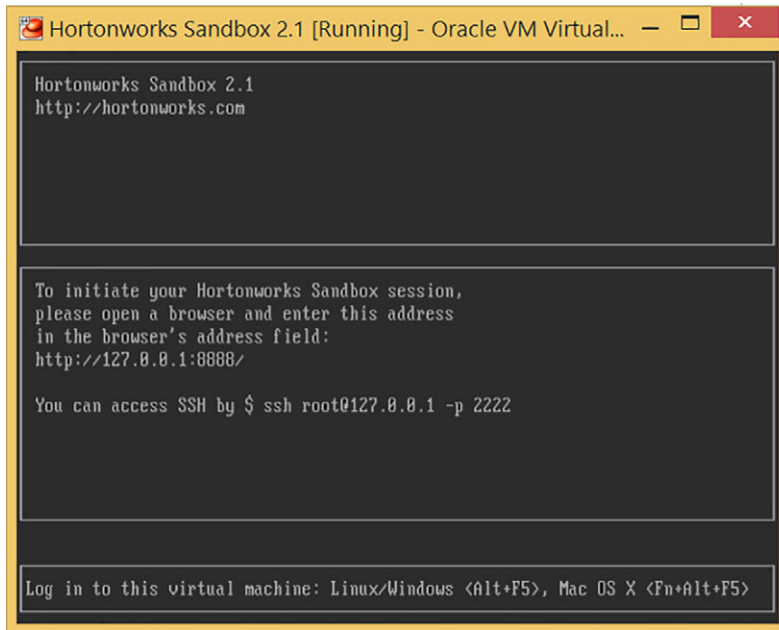 Hortonworks Sandbox 2.1 [Running] - Oracle VM Virtual...
Hortonworks Sandbox 2.1
http://hortonworks.com
To initiate your Hortonworks Sandbox session,
please open a browser and enter this address
in the browser's address field:
http://127.0.0.1:8888/
You can access SSH by $ ssh root@127.0.0.1 -p 2222
Log in to this virtual machine: Linux/Windows <Alt+F5>, Mac OS X <Fn+Alt+F5>